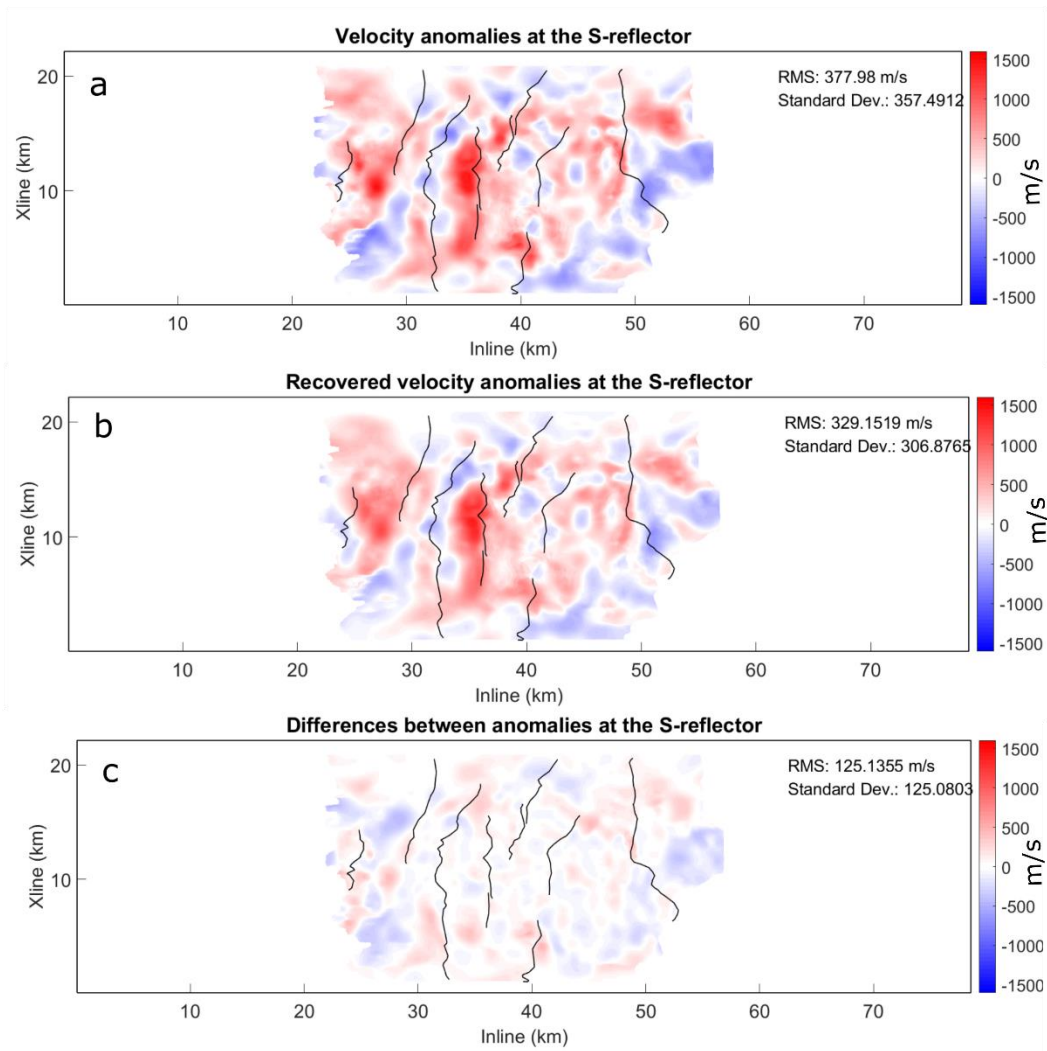 Velocity anomalies at the S-reflector
a
RMS: 377.98 m/s
Standard Dev.: 357.4912
20
10
Xline (km)
10 20 30 40 50 60 70
Inline (km)
1500
1000
500
0
-500
-1000
-1500
m/s
Recovered velocity anomalies at the S-reflector
b
RMS: 329.1519 m/s
Standard Dev.: 306.8765
20
10
Xline (km)
10 20 30 40 50 60 70
Inline (km)
1500
1000
500
0
-500
-1000
-1500
m/s
Differences between anomalies at the S-reflector
c
RMS: 125.1355 m/s
Standard Dev.: 125.0803
20
10
Xline (km)
10 20 30 40 50 60 70
Inline (km)
1500
1000
500
0
-500
-1000
-1500
m/s